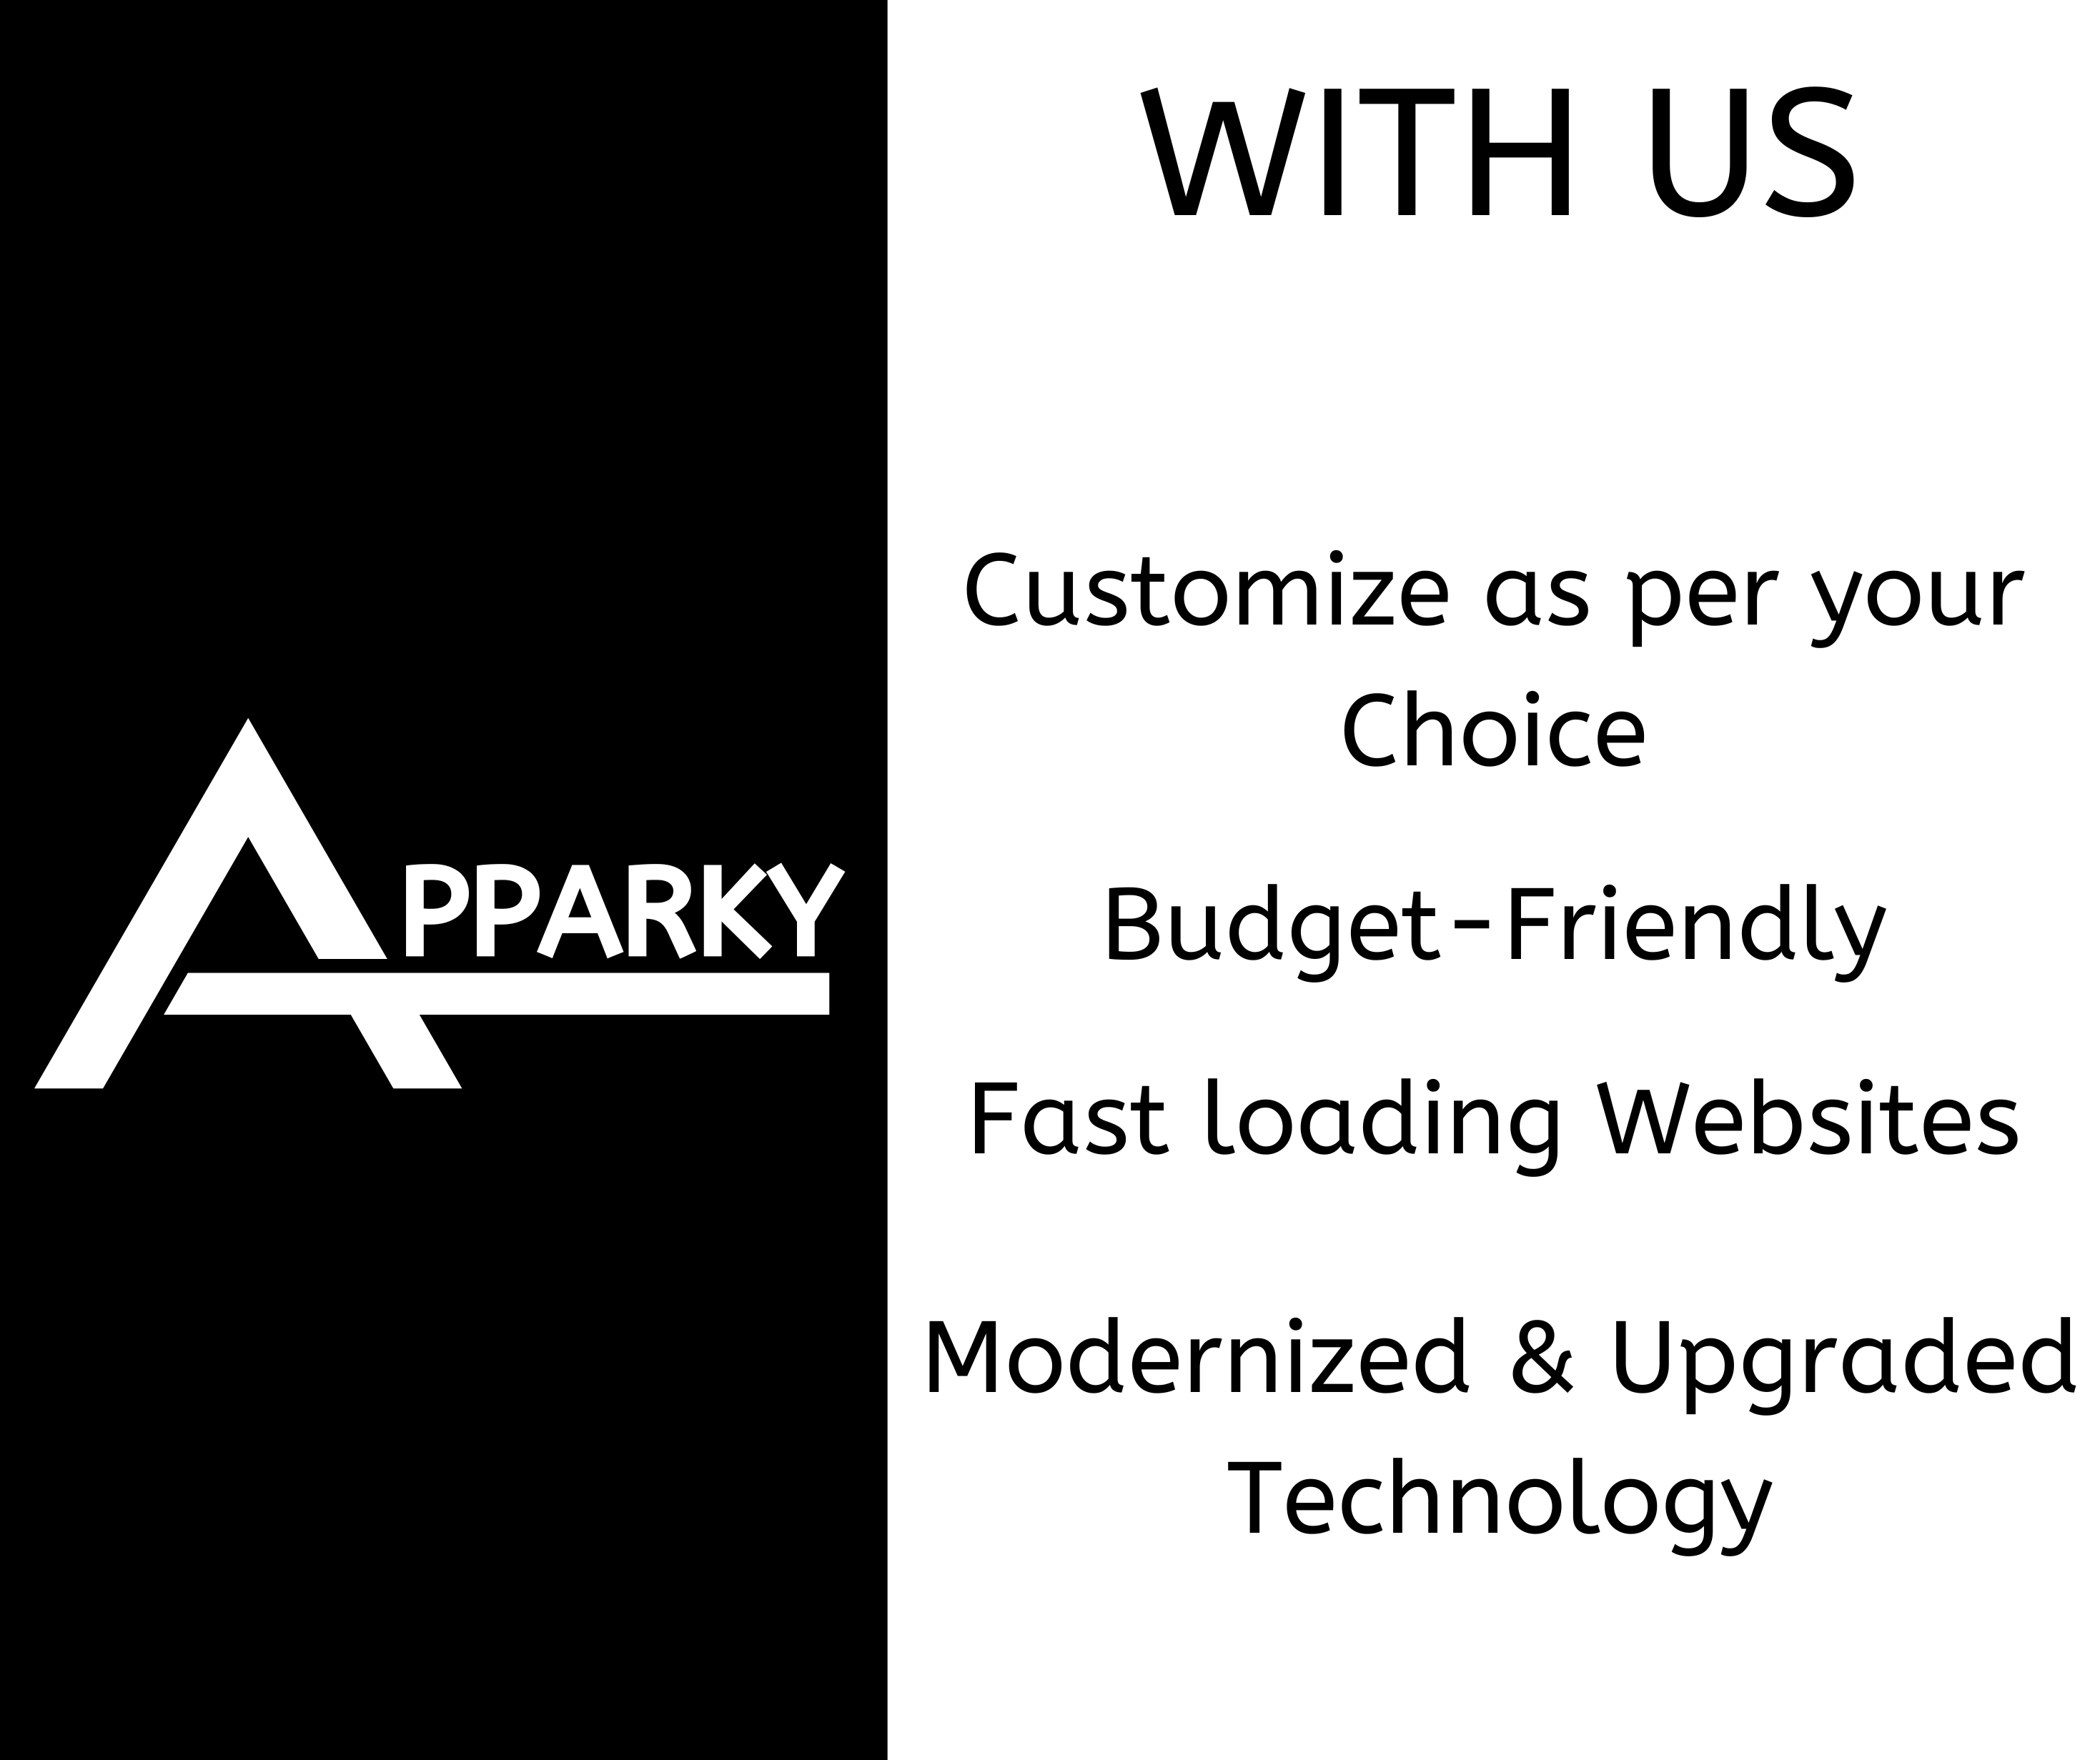 APPARKY
WITH US
Customize as per your
Choice
Budget-Friendly
Fast loading Websites
Modernized & Upgraded
Technology